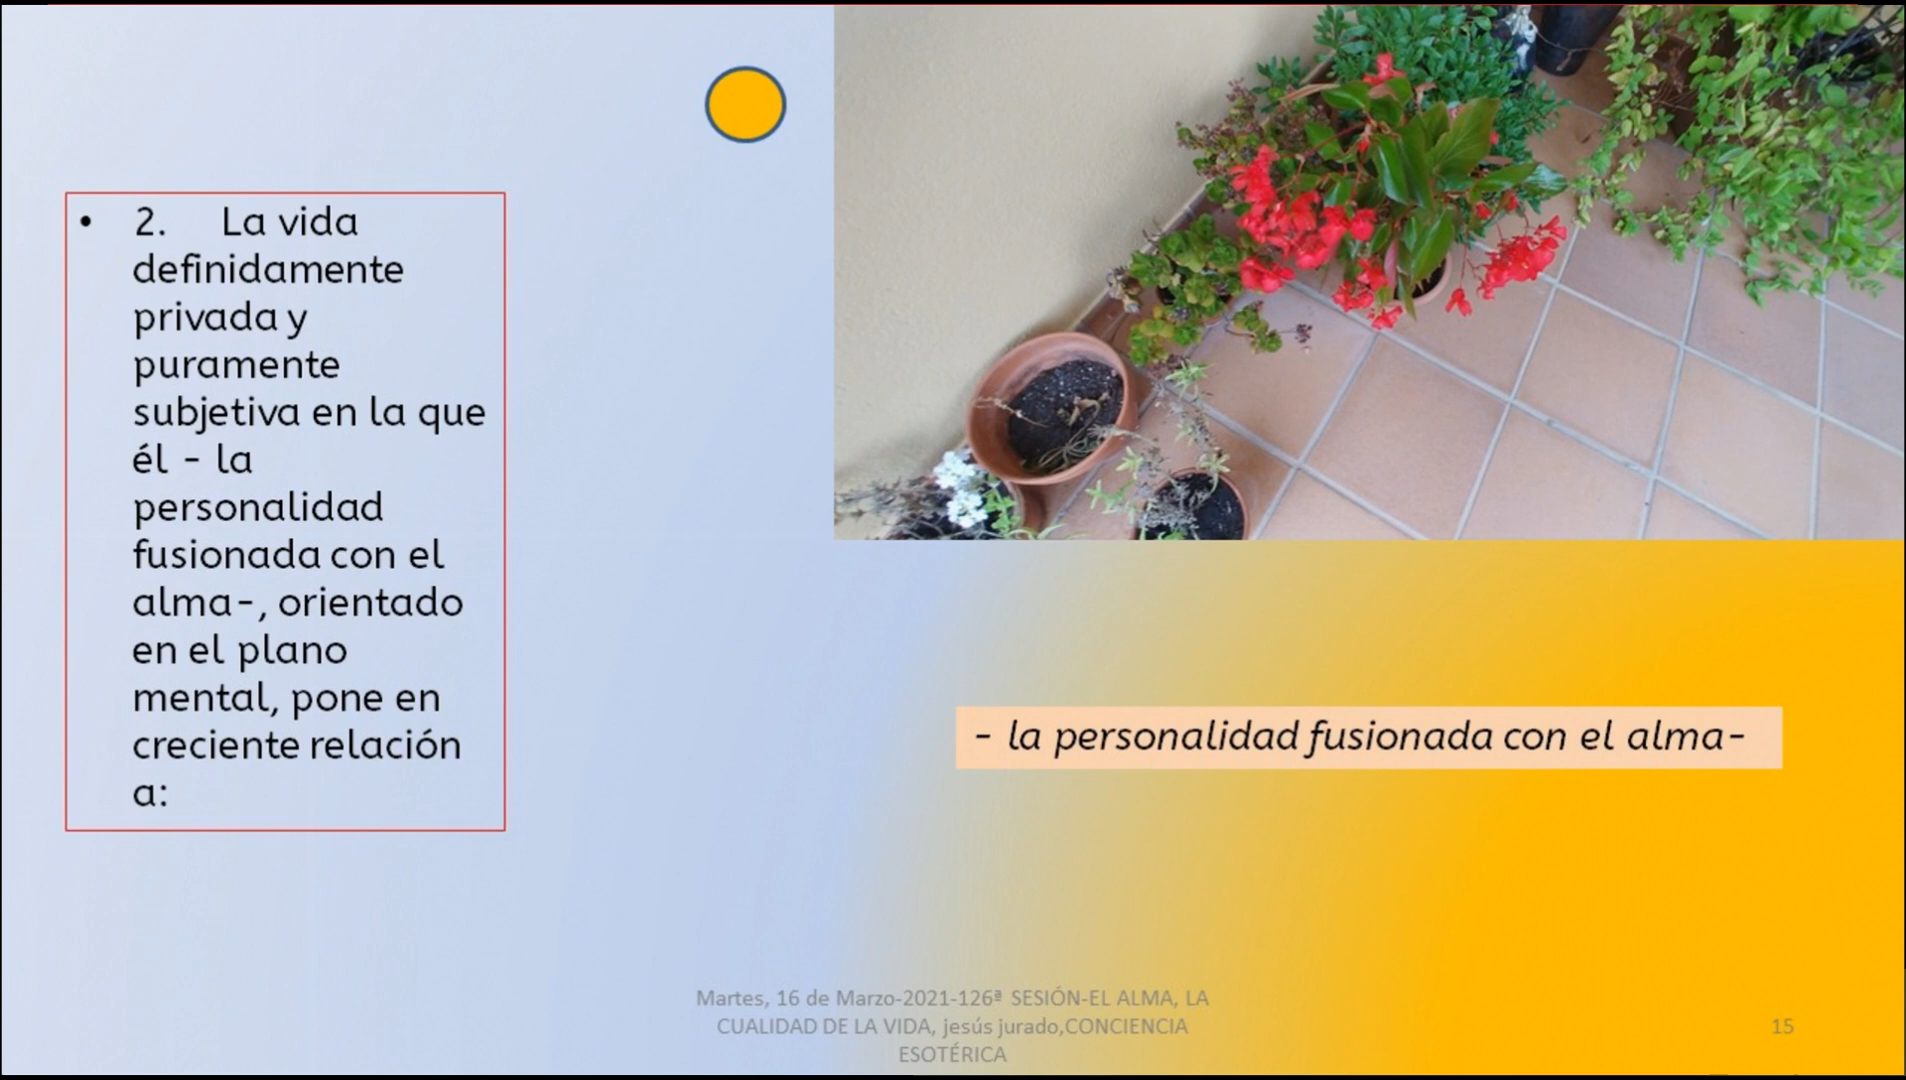 • 2. La vida
definidamente
privada y
puramente
subjetiva en la que
él - la
personalidad
fusionada con el
alma-, orientado
en el plano
mental, pone en
creciente relación
a:
- la personalidad fusionada con el alma-
Martes, 16 de Marzo-2021-126ª SESIÓN-EL ALMA, LA
CUALIDAD DE LA VIDA, jesús jurado,CONCIENCIA
ESOTÉRICA
15